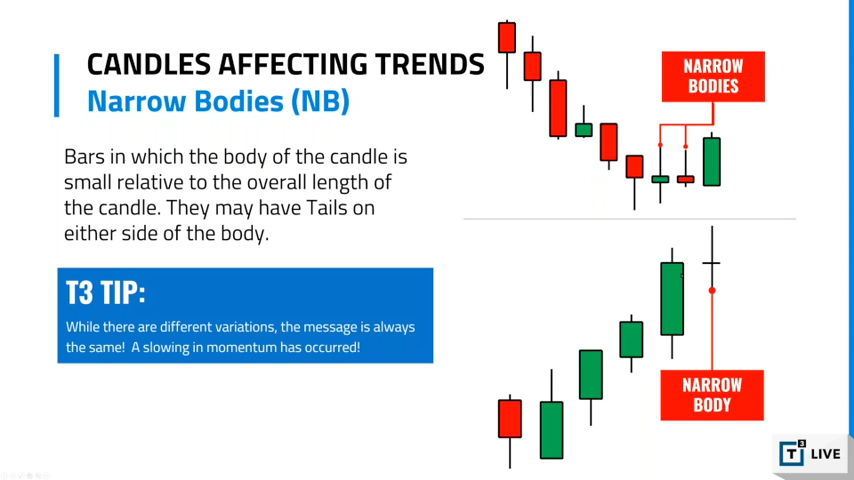 CANDLES AFFECTING TRENDS
Narrow Bodies (NB)
Bars in which the body of the candle is
small relative to the overall length of
the candle. They may have Tails on
either side of the body.
T3 TIP:
While there are different variations, the message is always
the same! A slowing in momentum has occurred!
NARROW
BODIES
NARROW
BODY
T3 LIVE